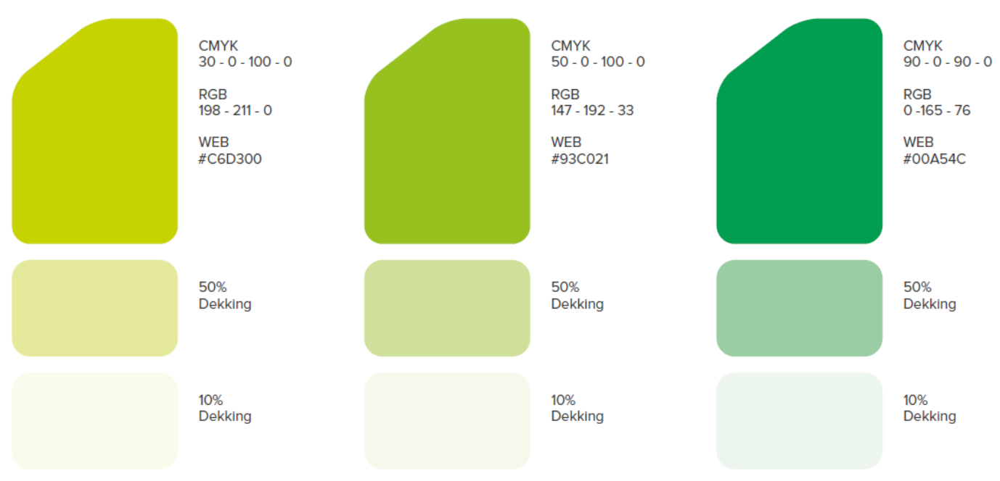 CMYK
30 - 0 - 100 - 0
RGB
198 - 211 - 0
WEB
#C6D300
50%
Dekking
10%
Dekking
CMYK
50 - 0 - 100 - 0
RGB
147 - 192 - 33
WEB
#93C021
50%
Dekking
10%
Dekking
CMYK
90 - 0 - 90 - 0
RGB
0 -165 - 76
WEB
#00A54C
50%
Dekking
10%
Dekking